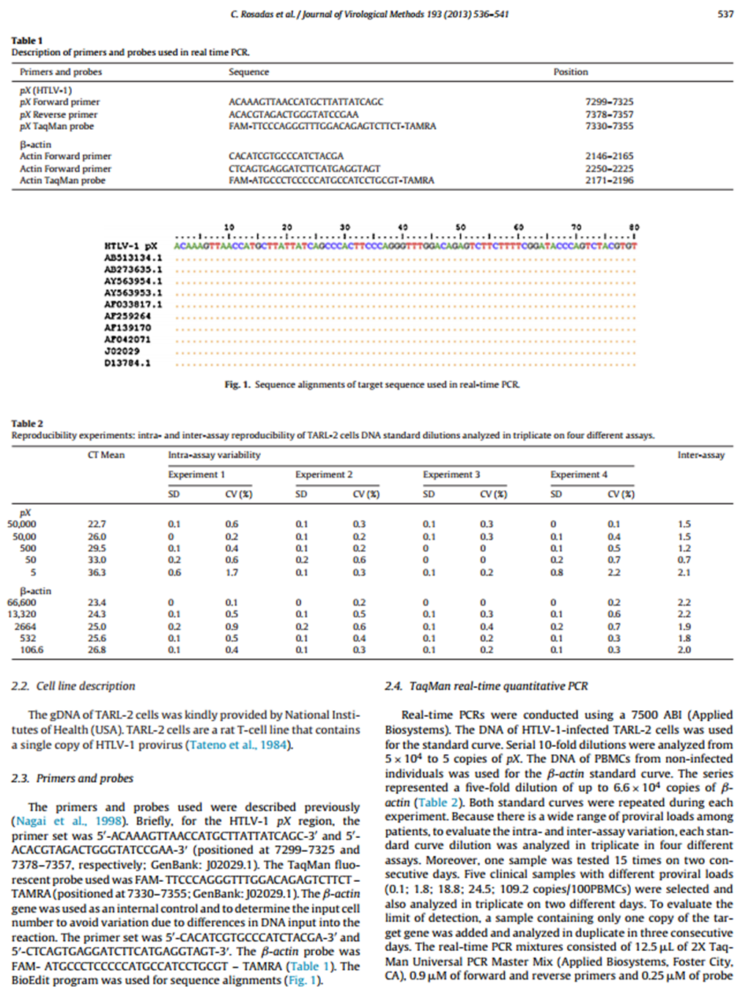 C. Rosadas et al. / Journal of Virological Methods 193 (2013) 536–541
537
Table 1
Description of primers and probes used in real time PCR.
Primers and probes Sequence Position
pX (HTLV-1)
pX Forward primer ACAAAGTTAACCATGCTTATTATCAGC 7299–7325
pX Reverse primer ACACGTAGACTGGGTATCCGAA 7378–7357
pX TaqMan probe FAM-TTCCCAGGGTTTGGACAGAGTCTTCT-TAMRA 7330–7355
β-actin
Actin Forward primer CACATCGTGCCCATCTACGA 2146–2165
Actin Forward primer CTCAGTGAGGATCTTCATGAGGTAGT 2250–2225
Actin TaqMan probe FAM-ATGCCCTCCCCCATGCCATCCTGCGT-TAMRA 2171–2196
10 20 30 40 50 60 70 80
HTLV-1 pX ACAAAGTTAACCATGCTTATTATCAGCCCACTTCCCAGGGTTTGGACAGAGTCTTCTTTTCGGATACCCAGTCTACGTGT
AB513134.1
AB273635.1
AY563954.1
AY563953.1
AF033817.1
AF259264
AF139170
AF042071
J02029
D13784.1
Fig. 1. Sequence alignments of target sequence used in real-time PCR.
Table 2
Reproducibility experiments: intra- and inter-assay reproducibility of TARL-2 cells DNA standard dilutions analyzed in triplicate on four different assays.
CT Mean Intra-assay variability Inter-assay
Experiment 1 Experiment 2 Experiment 3 Experiment 4
SD CV (%) SD CV (%) SD CV (%) SD CV (%)
pX
50,000 22.7 0.1 0.6 0.1 0.3 0.1 0.3 0 0.1 1.5
50,00 26.0 0 0.2 0.1 0.2 0.1 0.3 0.1 0.4 1.5
500 29.5 0.1 0.4 0.1 0.2 0 0 0.1 0.5 1.2
50 33.0 0.2 0.6 0.2 0.6 0 0 0.2 0.7 0.7
5 36.3 0.6 1.7 0.1 0.3 0.1 0.2 0.8 2.2 2.1
β-actin
66,600 23.4 0 0.1 0 0.2 0 0 0 0.2 2.2
13,320 24.3 0.1 0.5 0.1 0.5 0.1 0.3 0.1 0.6 2.2
2664 25.0 0.2 0.9 0.2 0.6 0.1 0.4 0.2 0.7 1.9
532 25.6 0.1 0.5 0.1 0.4 0.1 0.2 0.1 0.3 1.8
106.6 26.8 0.1 0.4 0.1 0.3 0.1 0.2 0.1 0.3 2.0
2.2. Cell line description
The gDNA of TARL-2 cells was kindly provided by National Insti-
tutes of Health (USA). TARL-2 cells are a rat T-cell line that contains
a single copy of HTLV-1 provirus (Tateno et al., 1984).
2.3. Primers and probes
The primers and probes used were described previously
(Nagai et al., 1998). Briefly, for the HTLV-1 pX region, the
primer set was 5′-ACAAAGTTAACCATGCTTATTATCAGC-3′ and 5′-
ACACGTAGACTGGGTATCCGAA-3′ (positioned at 7299–7325 and
7378–7357, respectively; GenBank: J02029.1). The TaqMan fluo-
rescent probe used was FAM- TTCCCAGGGTTTGGACAGAGTCTTCT –
TAMRA (positioned at 7330–7355; GenBank: J02029.1). The β-actin
gene was used as an internal control and to determine the input cell
number to avoid variation due to differences in DNA input into the
reaction. The primer set was 5′-CACATCGTGCCCATCTACGA-3′ and
5′-CTCAGTGAGGATCTTCATGAGGTAGT-3′. The β-actin probe was
FAM- ATGCCCTCCCCCATGCCATCCTGCGT – TAMRA (Table 1). The
BioEdit program was used for sequence alignments (Fig. 1).
2.4. TaqMan real-time quantitative PCR
Real-time PCRs were conducted using a 7500 ABI (Applied
Biosystems). The DNA of HTLV-1-infected TARL-2 cells was used
for the standard curve. Serial 10-fold dilutions were analyzed from
5 × 10⁴ to 5 copies of pX. The DNA of PBMCs from non-infected
individuals was used for the β-actin standard curve. The series
represented a five-fold dilution of up to 6.6 × 10⁴ copies of β-
actin (Table 2). Both standard curves were repeated during each
experiment. Because there is a wide range of proviral loads among
patients, to evaluate the intra- and inter-assay variation, each stan-
dard curve dilution was analyzed in triplicate in four different
assays. Moreover, one sample was tested 15 times on two con-
secutive days. Five clinical samples with different proviral loads
(0.1; 1.8; 18.8; 24.5; 109.2 copies/100PBMCs) were selected and
also analyzed in triplicate on two different days. To evaluate the
limit of detection, a sample containing only one copy of the tar-
get gene was added and analyzed in duplicate in three consecutive
days. The real-time PCR mixtures consisted of 12.5 μL of 2X Taq-
Man Universal PCR Master Mix (Applied Biosystems, Foster City,
CA), 0.9 μM of forward and reverse primers and 0.25 μM of probe